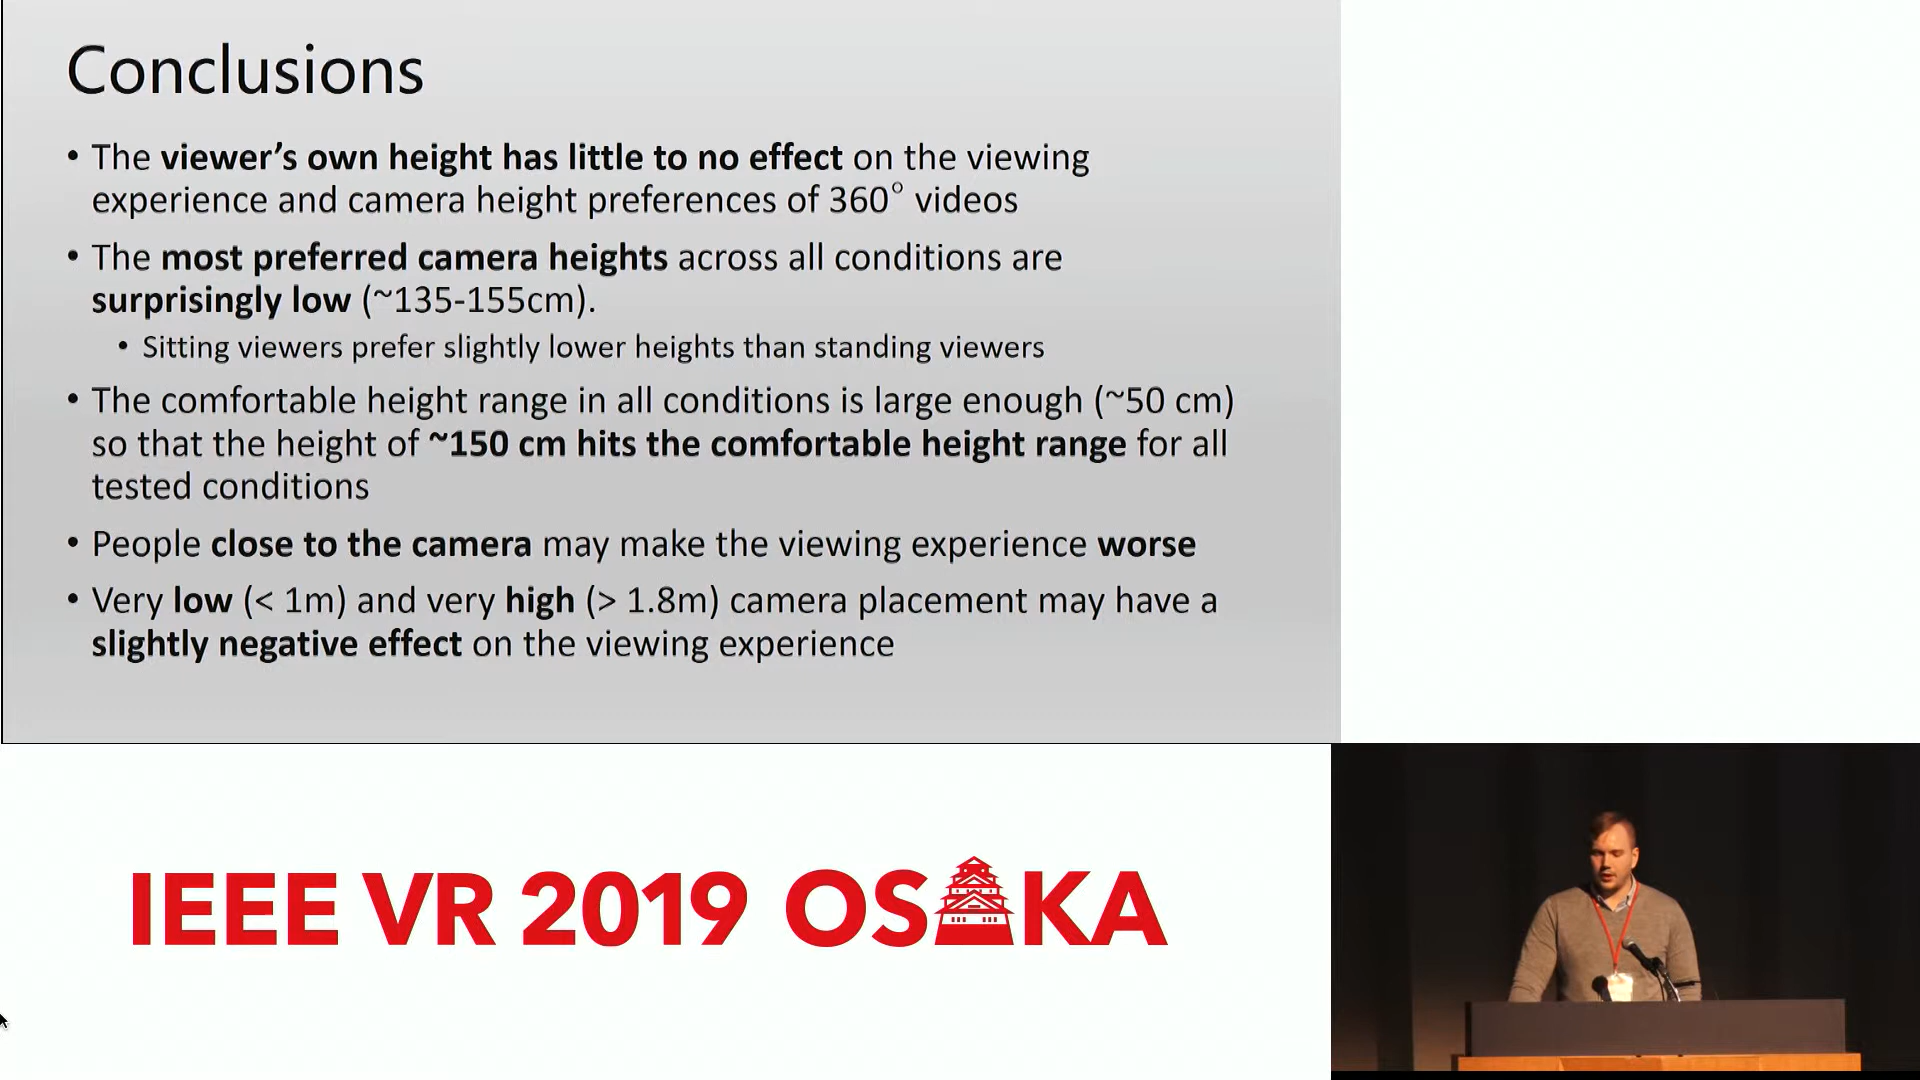 Conclusions
• The viewer’s own height has little to no effect on the viewing
experience and camera height preferences of 360° videos
• The most preferred camera heights across all conditions are
surprisingly low (~135-155cm).
• Sitting viewers prefer slightly lower heights than standing viewers
• The comfortable height range in all conditions is large enough (~50 cm)
so that the height of ~150 cm hits the comfortable height range for all
tested conditions
• People close to the camera may make the viewing experience worse
• Very low (< 1m) and very high (> 1.8m) camera placement may have a
slightly negative effect on the viewing experience
IEEE VR 2019 OSAKA